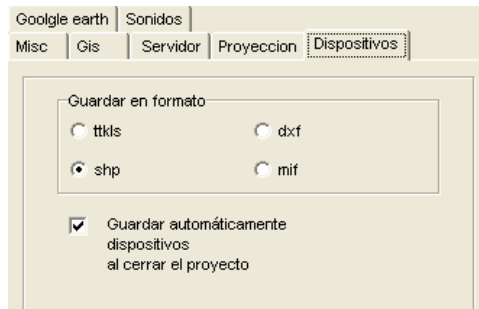 Goolgle earth Sonidos
Misc Gis Servidor Proyeccion Dispositivos
Guardar en formato
ttkls dxf
shp mif
Guardar automáticamente
dispositivos
al cerrar el proyecto